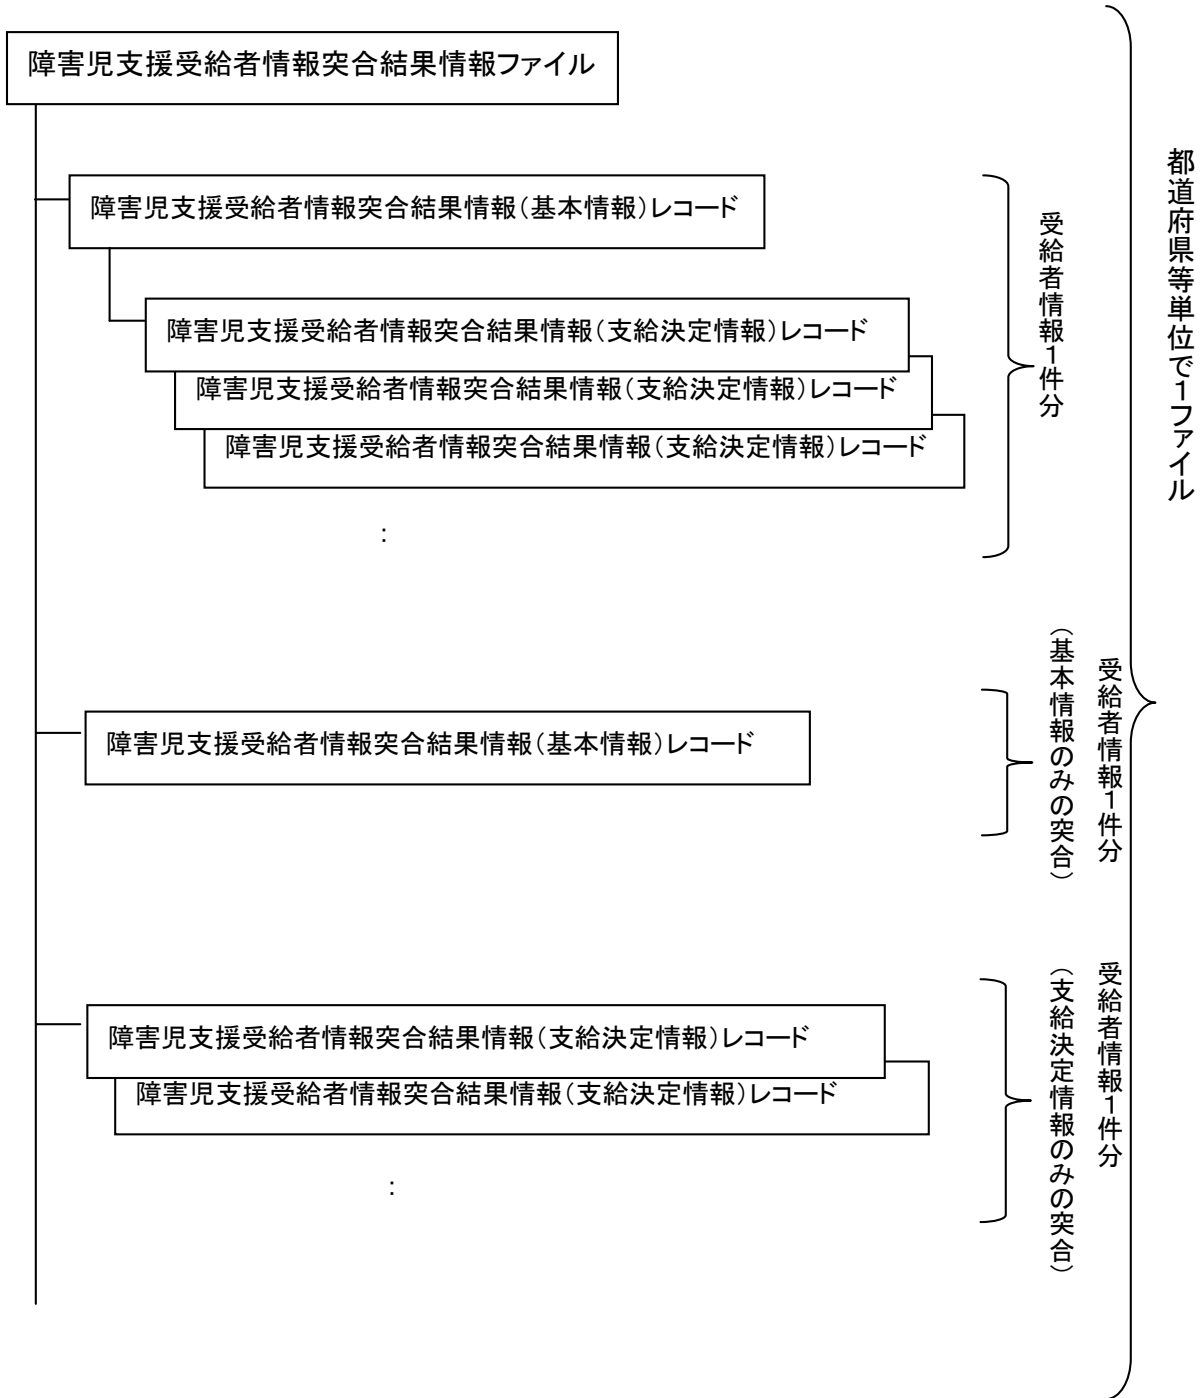 障害児支援受給者情報突合結果情報ファイル
障害児支援受給者情報突合結果情報(基本情報)レコード
障害児支援受給者情報突合結果情報(支給決定情報)レコード
障害児支援受給者情報突合結果情報(支給決定情報)レコード
障害児支援受給者情報突合結果情報(支給決定情報)レコード
:
受給者情報1件分
都道府県等単位で1ファイル
障害児支援受給者情報突合結果情報(基本情報)レコード
受給者情報1件分
(基本情報のみの突合)
障害児支援受給者情報突合結果情報(支給決定情報)レコード
障害児支援受給者情報突合結果情報(支給決定情報)レコード
:
受給者情報1件分
(支給決定情報のみの突合)